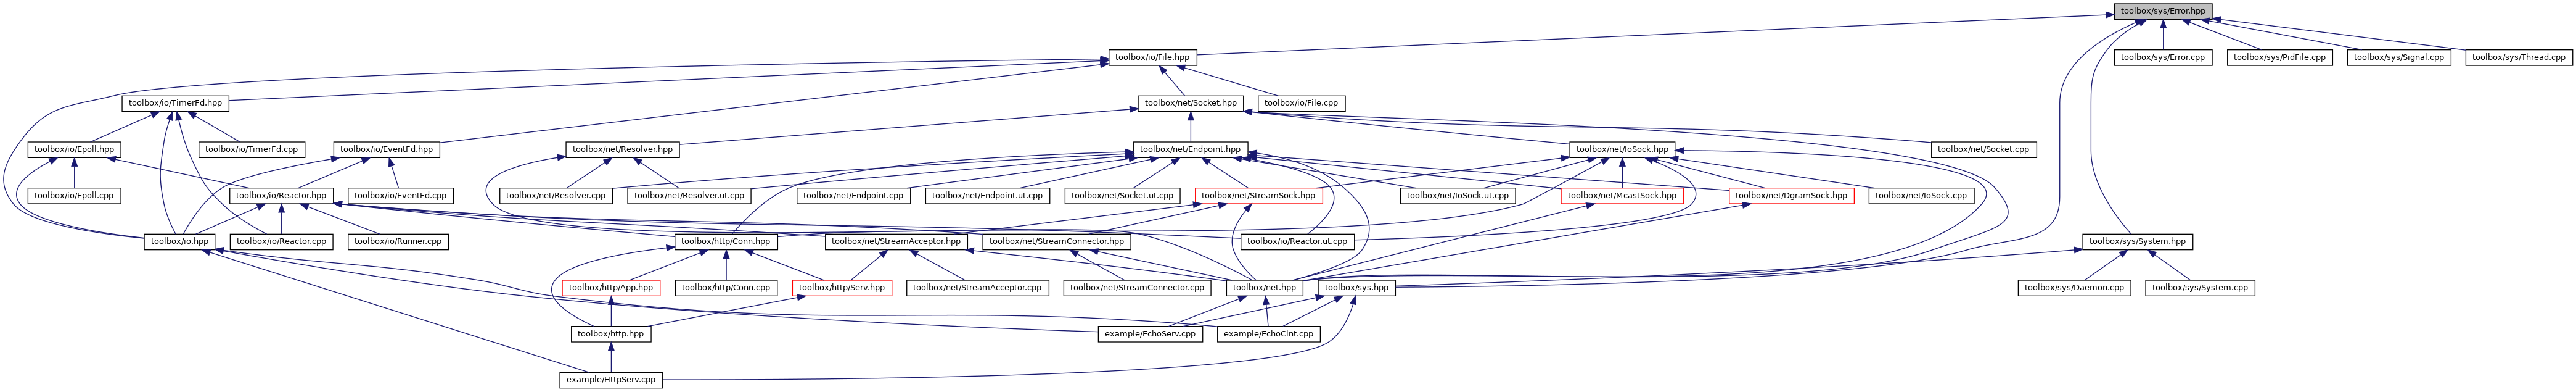 toolbox/sys/Error.hpp
toolbox/io/File.hpp
toolbox/sys/Error.cpp
toolbox/sys/PidFile.cpp
toolbox/sys/Signal.cpp
toolbox/sys/Thread.cpp
toolbox/io/TimerFd.hpp
toolbox/net/Socket.hpp
toolbox/io/File.cpp
toolbox/io/Epoll.hpp
toolbox/io/TimerFd.cpp
toolbox/io/EventFd.hpp
toolbox/net/Resolver.hpp
toolbox/net/Endpoint.hpp
toolbox/net/IoSock.hpp
toolbox/net/Socket.cpp
toolbox/io/Epoll.cpp
toolbox/io/Reactor.hpp
toolbox/io/EventFd.cpp
toolbox/net/Resolver.cpp
toolbox/net/Resolver.ut.cpp
toolbox/net/Endpoint.cpp
toolbox/net/Endpoint.ut.cpp
toolbox/net/Socket.ut.cpp
toolbox/net/StreamSock.hpp
toolbox/net/IoSock.ut.cpp
toolbox/net/McastSock.hpp
toolbox/net/DgramSock.hpp
toolbox/net/IoSock.cpp
toolbox/io.hpp
toolbox/io/Reactor.cpp
toolbox/io/Runner.cpp
toolbox/http/Conn.hpp
toolbox/net/StreamAcceptor.hpp
toolbox/net/StreamConnector.hpp
toolbox/io/Reactor.ut.cpp
toolbox/sys/System.hpp
toolbox/http/App.hpp
toolbox/http/Conn.cpp
toolbox/http/Serv.hpp
toolbox/net/StreamAcceptor.cpp
toolbox/net/StreamConnector.cpp
toolbox/net.hpp
toolbox/sys.hpp
toolbox/sys/Daemon.cpp
toolbox/sys/System.cpp
toolbox/http.hpp
example/EchoServ.cpp
example/EchoClnt.cpp
example/HttpServ.cpp